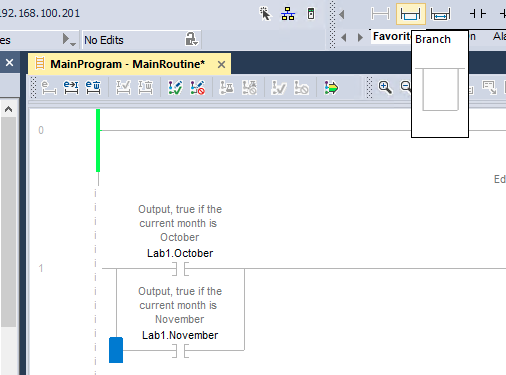 92.168.100.201
es
No Edits
Favorit
n
Ala
Branch
MainProgram - MainRoutine*
0
Ed
Output, true if the
current month is
October
Lab1.October
1
Output, true if the
current month is
November
Lab1.November